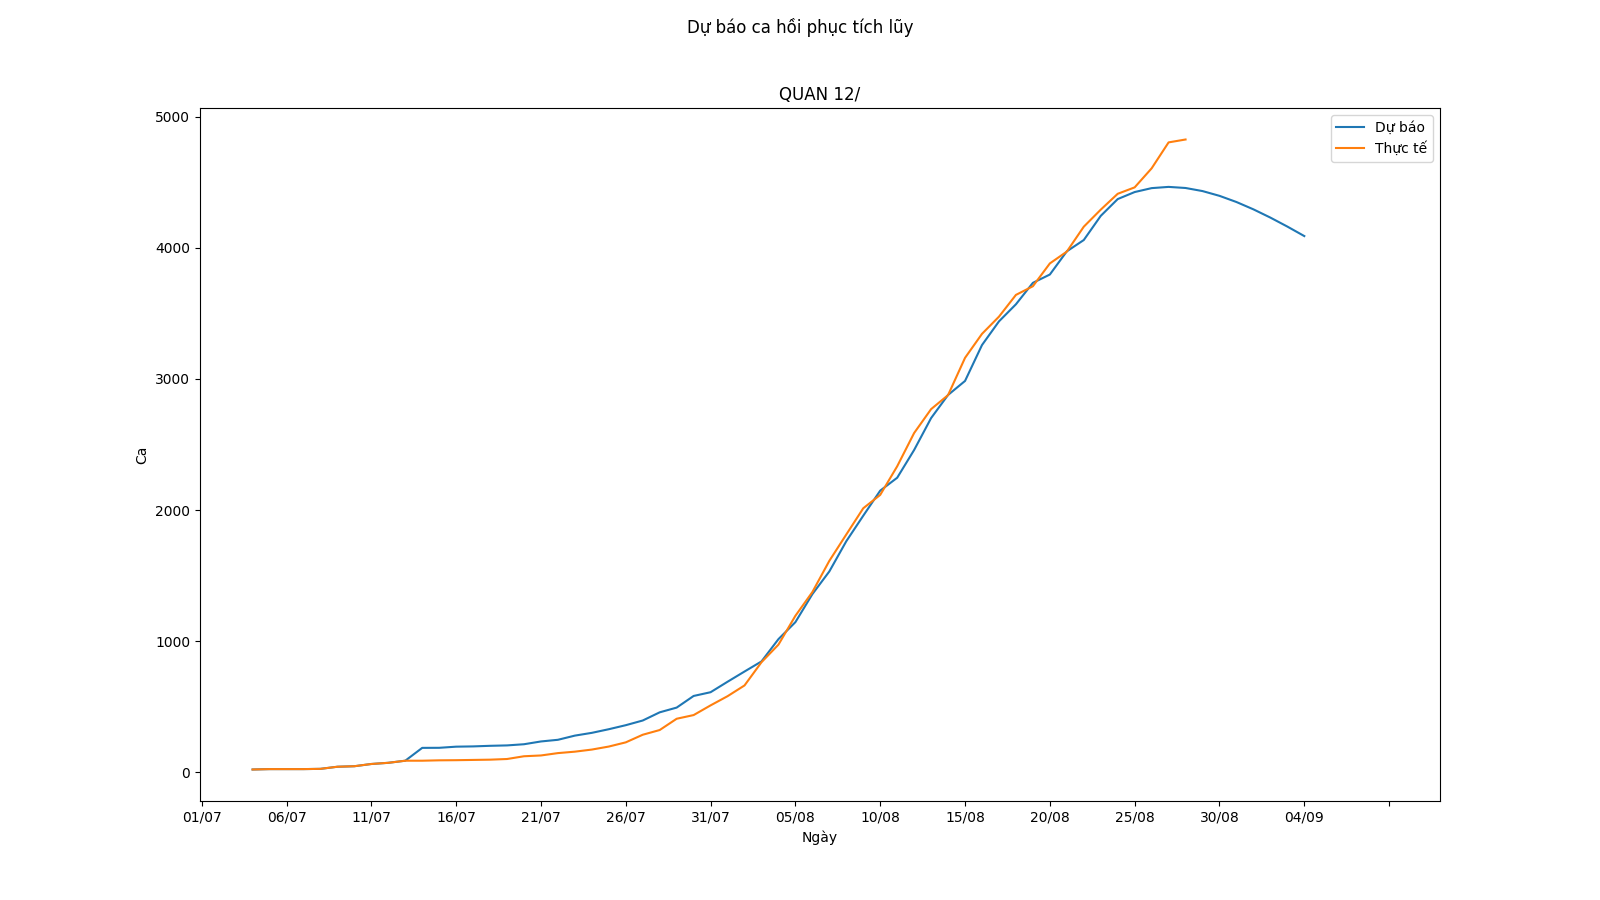 Dự báo ca hồi phục tích lũy
QUAN 12/
Dự báo
Thực tế
5000
4000
3000
2000
1000
0
Ca
01/07 06/07 11/07 16/07 21/07 26/07 31/07 05/08 10/08 15/08 20/08 25/08 30/08 04/09
Ngày